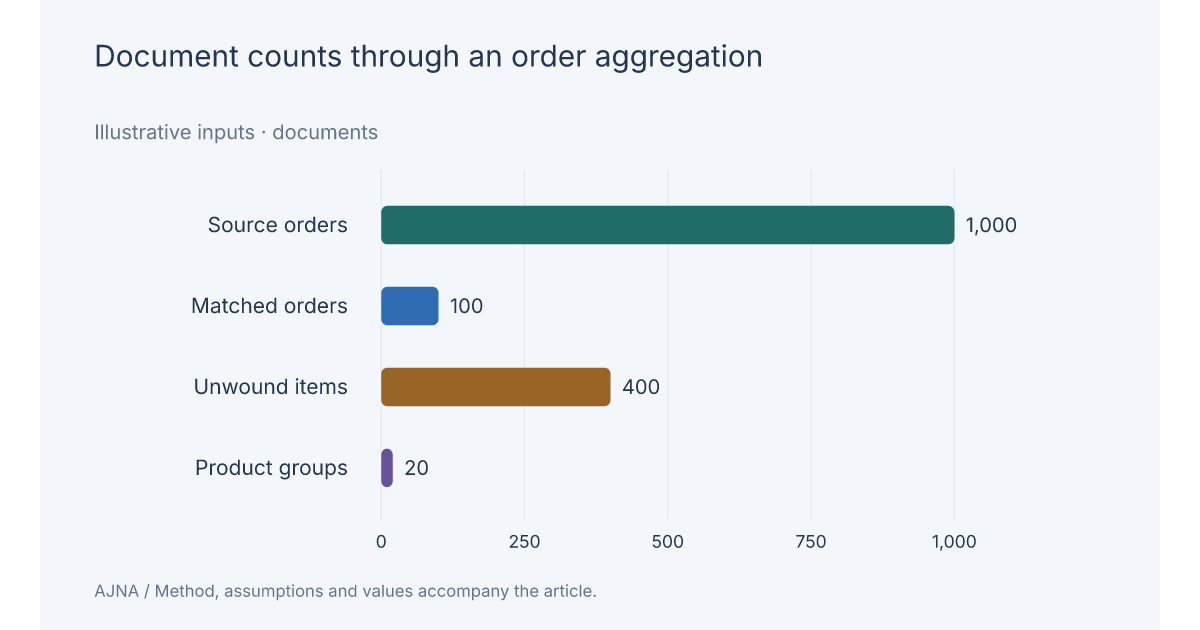 Document counts through an order aggregation
Illustrative inputs · documents
Source orders 1,000
Matched orders 100
Unwound items 400
Product groups 20
0 250 500 750 1,000
AJNA / Method, assumptions and values accompany the article.